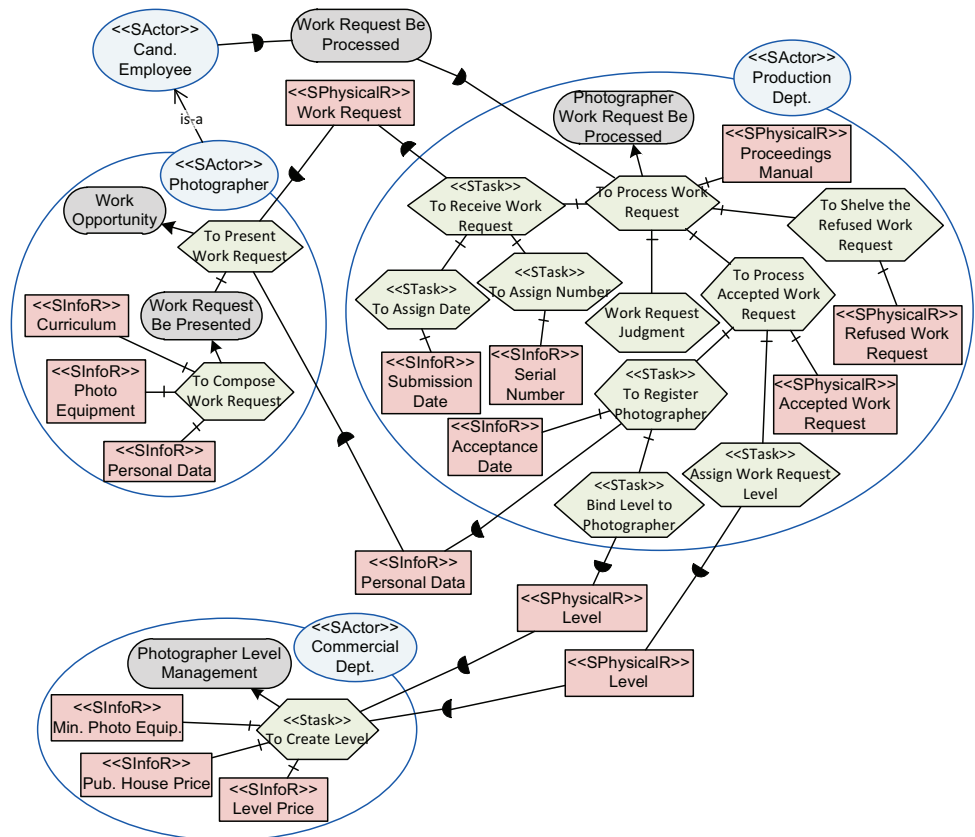 <<SActor>>
Cand.
Employee
Work Request Be
Processed
<<SActor>>
Production
Dept.
<<SPhysicalR>>
Work Request
Photographer
Work Request Be
Processed
<<SPhysicalR>>
Proceedings
Manual
is-a
<<SActor>>
Photographer
Work
Opportunity
To Present
Work Request
<<STask>>
To Receive Work
Request
To Process Work
Request
To Shelve the
Refused Work
Request
<<STask>>
To Assign Date
<<STask>>
To Assign Number
Work Request
Judgment
To Process
Accepted Work
Request
<<SInfoR>>
Curriculum
Work Request
Be Presented
<<SPhysicalR>>
Refused Work
Request
<<SInfoR>>
Photo
Equipment
To Compose
Work Request
<<SInfoR>>
Submission
Date
<<SInfoR>>
Serial
Number
<<STask>>
To Register
Photographer
<<SPhysicalR>>
Accepted Work
Request
<<SInfoR>>
Personal Data
<<SInfoR>>
Acceptance
Date
<<STask>>
Bind Level to
Photographer
<<STask>>
Assign Work Request
Level
<<SInfoR>>
Personal Data
<<SPhysicalR>>
Level
<<SActor>>
Commercial
Dept.
Photographer Level
Management
<<SPhysicalR>>
Level
<<SInfoR>>
Min. Photo Equip.
<<Stask>>
To Create Level
<<SInfoR>>
Pub. House Price
<<SInfoR>>
Level Price